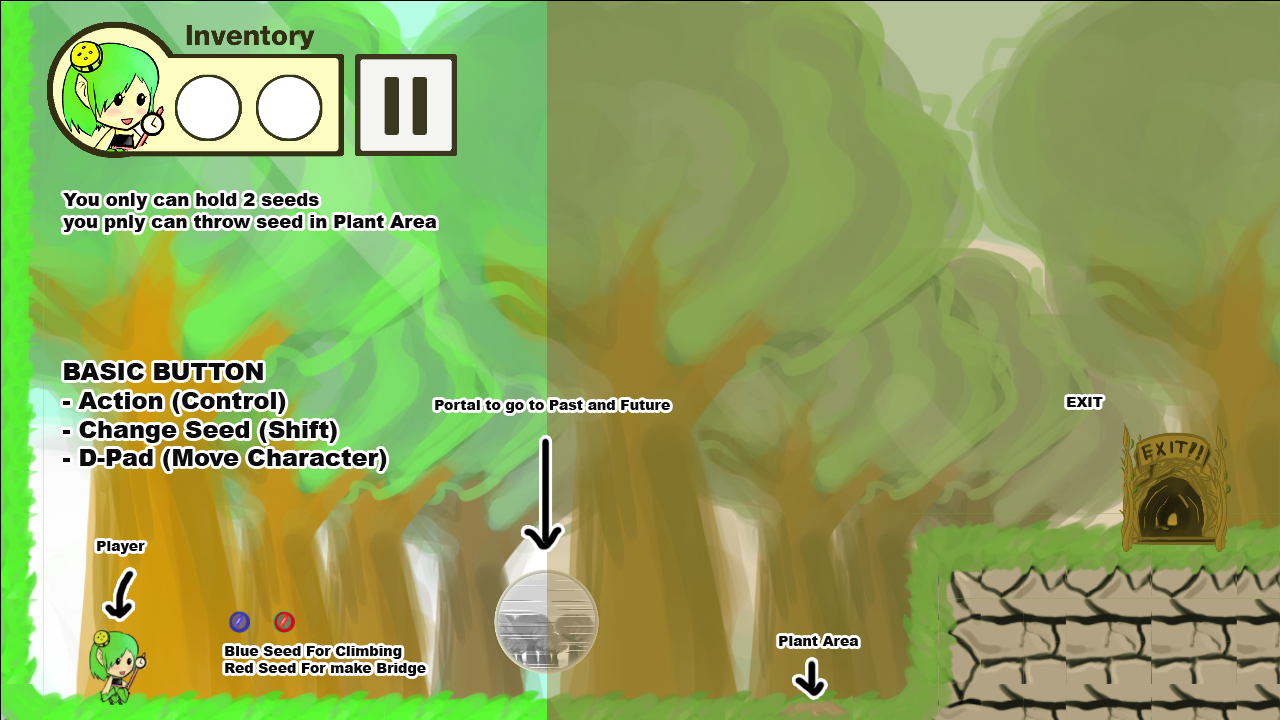 Inventory
You only can hold 2 seeds
you pnly can throw seed in Plant Area
BASIC BUTTON
- Action (Control)
- Change Seed (Shift)
- D-Pad (Move Character)
Portal to go to Past and Future
EXIT
EXIT!!!
Player
Blue Seed For Climbing
Red Seed For make Bridge
Plant Area